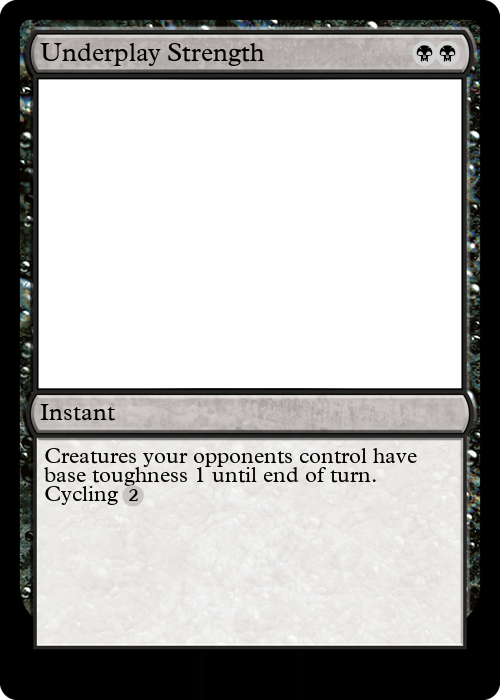 Underplay Strength
Instant
Creatures your opponents control have
base toughness 1 until end of turn.
Cycling 2